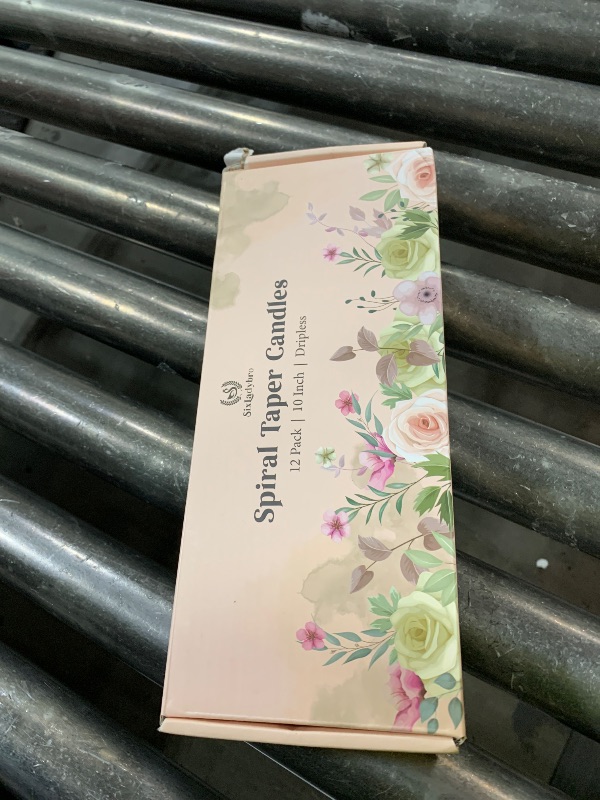 SixLadybro
Spiral Taper Candles
12 Pack | 10 Inch | Dripless